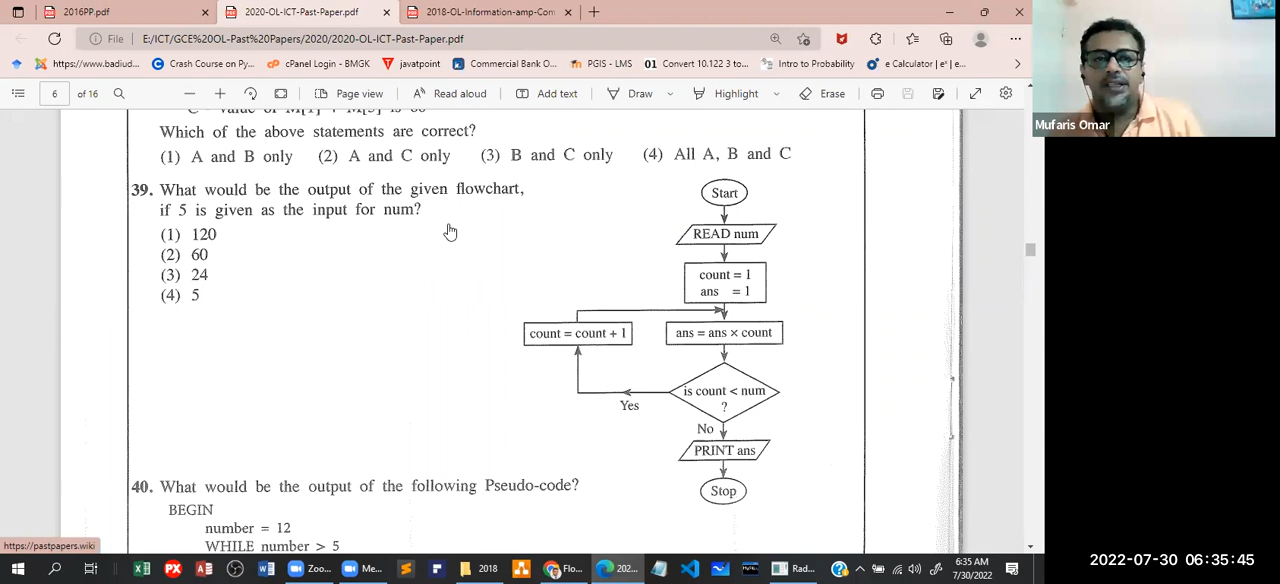 2016PP.pdf
2020-OL-ICT-Past-Paper.pdf
2018-OL-Information-amp-Con
File
E:/ICT/GCE%20OL-Past%20Papers/2020/2020-OL-ICT-Past-Paper.pdf
https://www.badiud...
Crash Course on Py...
cPanel Login - BMGK
javatpoint
Commercial Bank O...
PGIS - LMS
01 Convert 10.122 3 to...
Intro to Probability
e Calculator | eˣ | e...
6 of 16
Page view
Read aloud
Add text
Draw
Highlight
Erase
Mufaris Omar
Which of the above statements are correct?
(1) A and B only (2) A and C only (3) B and C only (4) All A, B and C
39. What would be the output of the given flowchart,
if 5 is given as the input for num?
(1) 120
(2) 60
(3) 24
(4) 5
Start
READ num
count = 1
ans = 1
count = count + 1
ans = ans × count
is count < num
?
Yes
No
PRINT ans
Stop
40. What would be the output of the following Pseudo-code?
BEGIN
number = 12
WHILE number > 5
https://pastpapers.wiki
Zoo...
Me...
2018
Flo...
202...
Rad...
6:35 AM
7/30/2022
2022-07-30 06:35:45